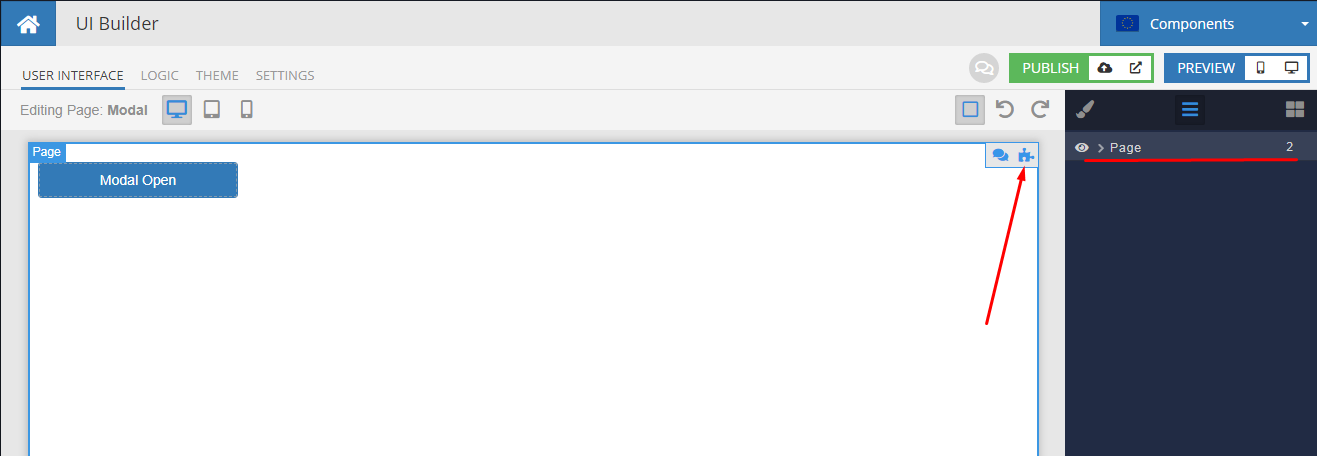 UI Builder
Components
USER INTERFACE LOGIC THEME SETTINGS
PUBLISH
PREVIEW
Editing Page: Modal
Page
Modal Open
Page 2